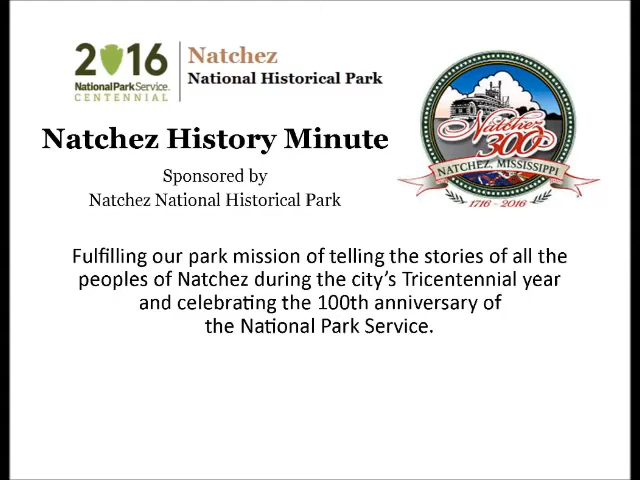 2016
National Park Service
CENTENNIAL
Natchez
National Historical Park
Natchez History Minute
Sponsored by
Natchez National Historical Park
Natchez
300
NATCHEZ, MISSISSIPPI
1716 - 2016
Fulfilling our park mission of telling the stories of all the
peoples of Natchez during the city’s Tricentennial year
and celebrating the 100th anniversary of
the National Park Service.